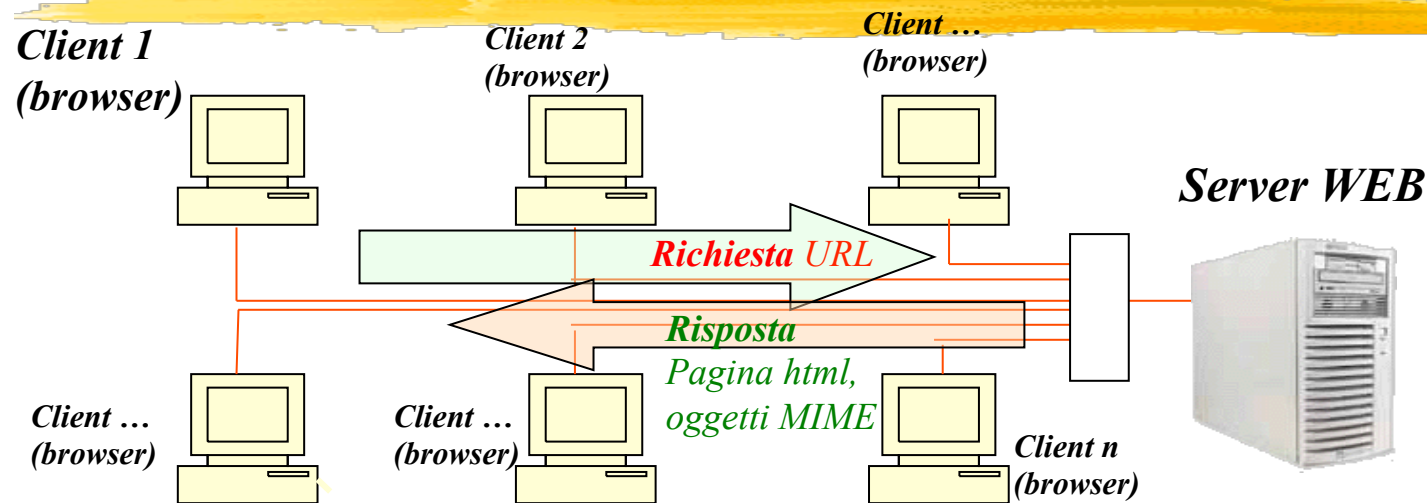 Client 1
(browser)
Client 2
(browser)
Client …
(browser)
Server WEB
Richiesta URL
Risposta
Pagina html,
oggetti MIME
Client …
(browser)
Client …
(browser)
Client n
(browser)